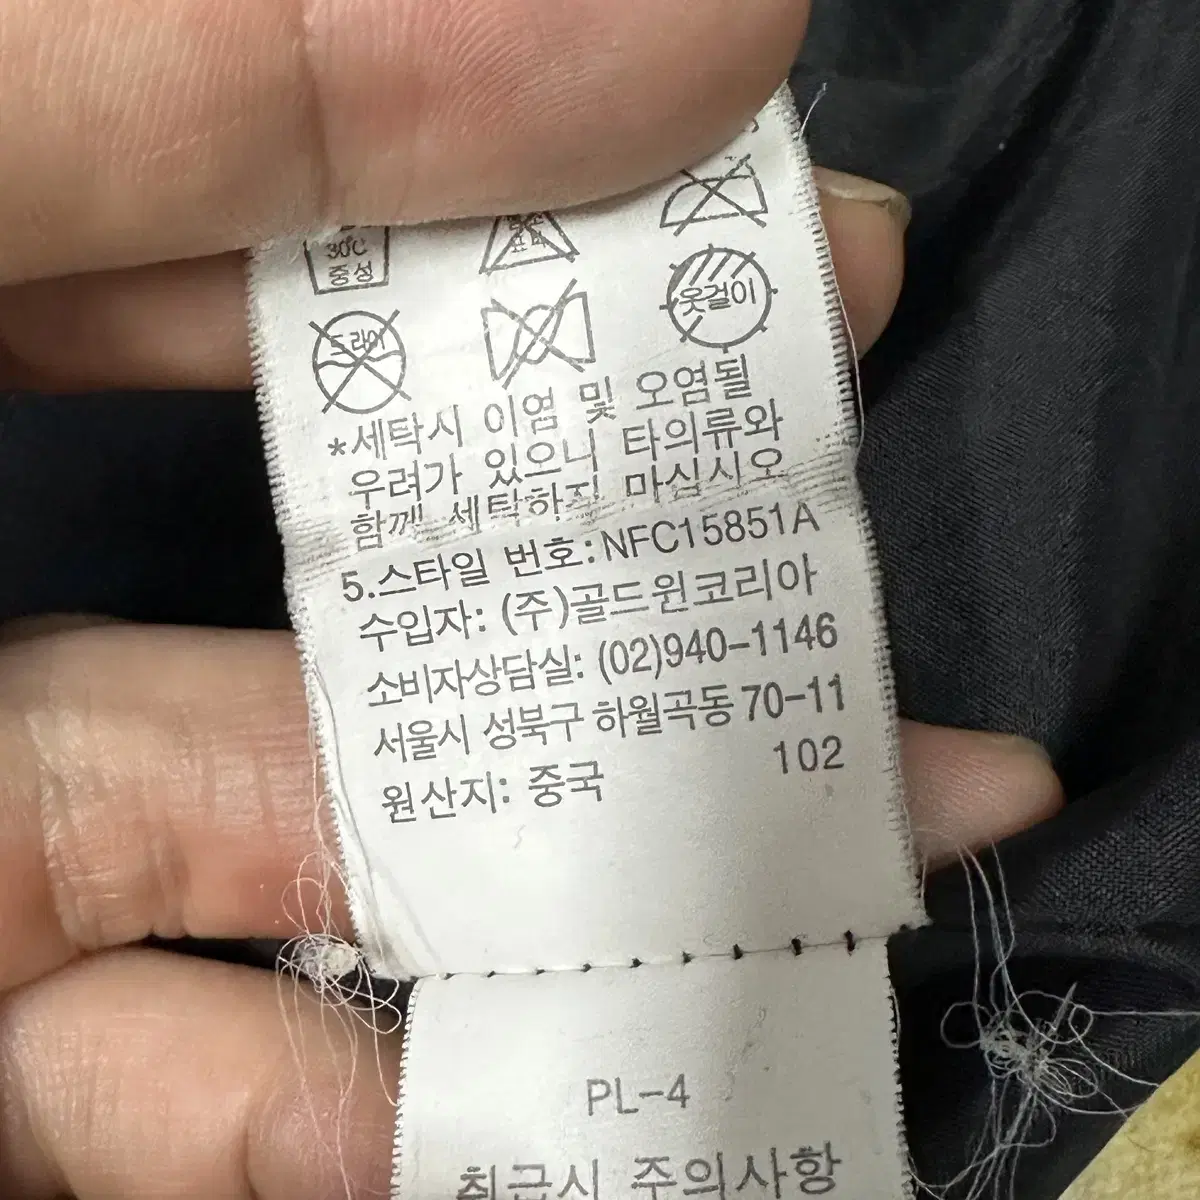 30℃
중성
드라이
옷걸이
*세탁시 이염 및 오염될
우려가 있으니 타의류와
함께 세탁하지 마십시오
5.스타일 번호:NFC15851A
수입자: (주)골드윈코리아
소비자상담실: (02)940-1146
서울시 성북구 하월곡동 70-11
원산지: 중국 102
PL-4
취급시 주의사항